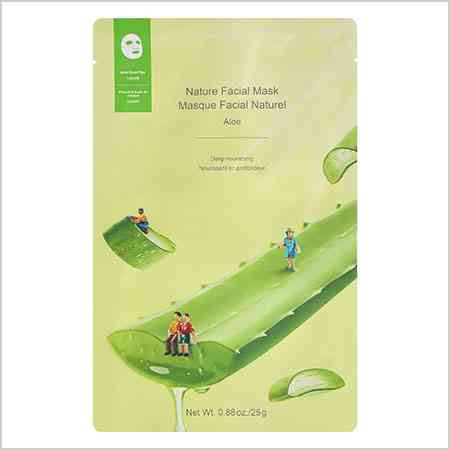 Nature Facial Mask
Masque Facial Naturel
Aloe
Deep nourishing
Nourissant en profondeur
Net Wt. 0.88oz./25g